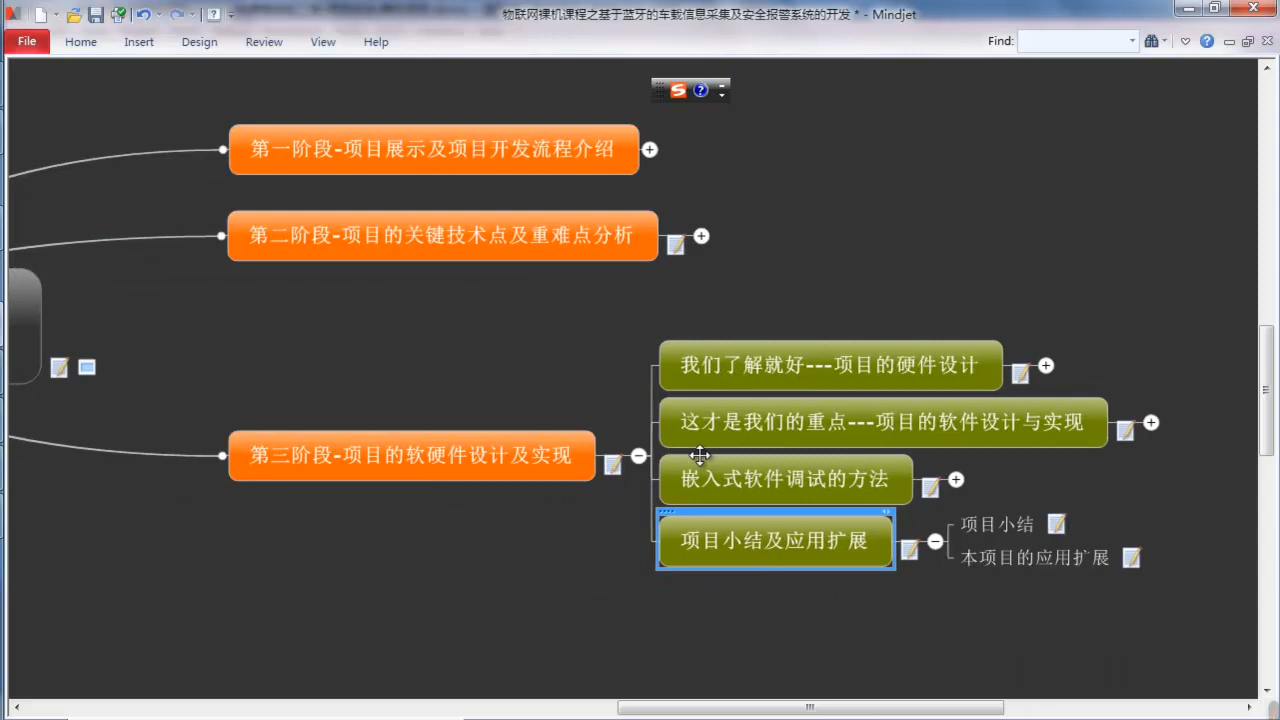 物联网裸机课程之基于蓝牙的车载信息采集及安全报警系统的开发 * - Mindjet
File Home Insert Design Review View Help Find:
第一阶段-项目展示及项目开发流程介绍
第二阶段-项目的关键技术点及重难点分析
我们了解就好---项目的硬件设计
这才是我们的重点---项目的软件设计与实现
第三阶段-项目的软硬件设计及实现
嵌入式软件调试的方法
项目小结及应用扩展
项目小结
本项目的应用扩展